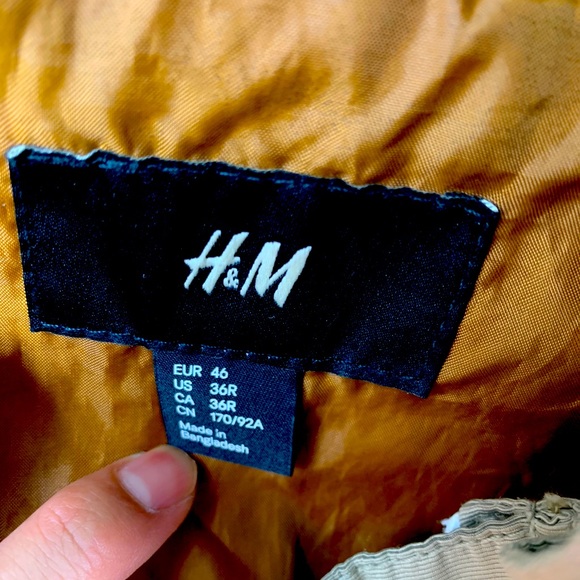 H&M
EUR 46
US 36R
CA 36R
CN 170/92A
Made in
Bangladesh